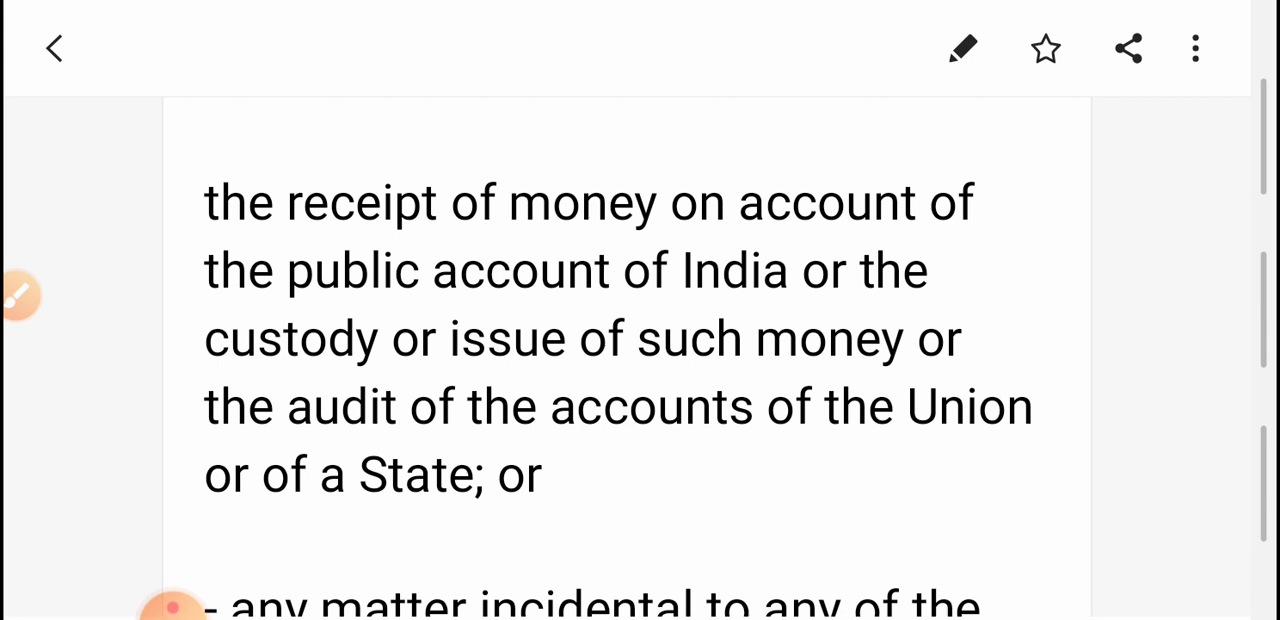 the receipt of money on account of
the public account of India or the
custody or issue of such money or
the audit of the accounts of the Union
or of a State; or
- any matter incidental to any of the